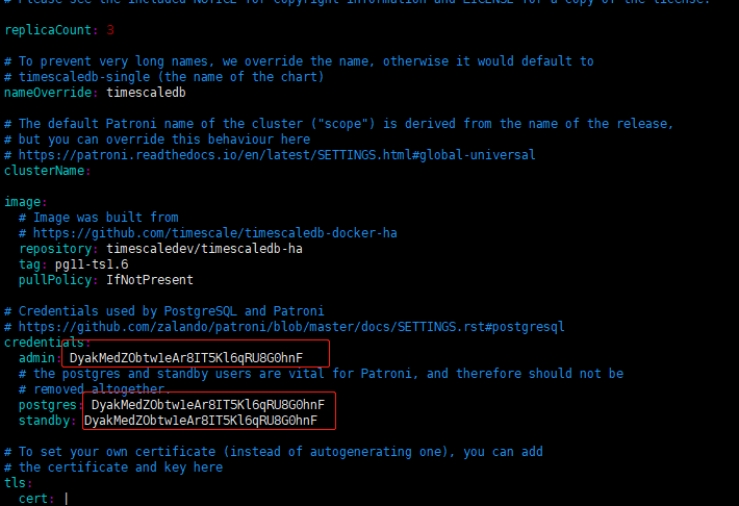 # Please see the included NOTICE for copyright information and LICENSE for a copy of the license.
replicaCount: 3
# To prevent very long names, we override the name, otherwise it would default to
# timescaledb-single (the name of the chart)
nameOverride: timescaledb
# The default Patroni name of the cluster ("scope") is derived from the name of the release,
# but you can override this behaviour here
# https://patroni.readthedocs.io/en/latest/SETTINGS.html#global-universal
clusterName:
image:
# Image was built from
# https://github.com/timescale/timescaledb-docker-ha
repository: timescaledev/timescaledb-ha
tag: pg11-ts1.6
pullPolicy: IfNotPresent
# Credentials used by PostgreSQL and Patroni
# https://github.com/zalando/patroni/blob/master/docs/SETTINGS.rst#postgresql
credentials:
admin: DyakMedZObtwleAr8IT5Kl6qRU8G0hnF
# the postgres and standby users are vital for Patroni, and therefore should not be
# removed altogether.
postgres: DyakMedZObtwleAr8IT5Kl6qRU8G0hnF
standby: DyakMedZObtwleAr8IT5Kl6qRU8G0hnF
# To set your own certificate (instead of autogenerating one), you can add
# the certificate and key here
tls:
cert: |